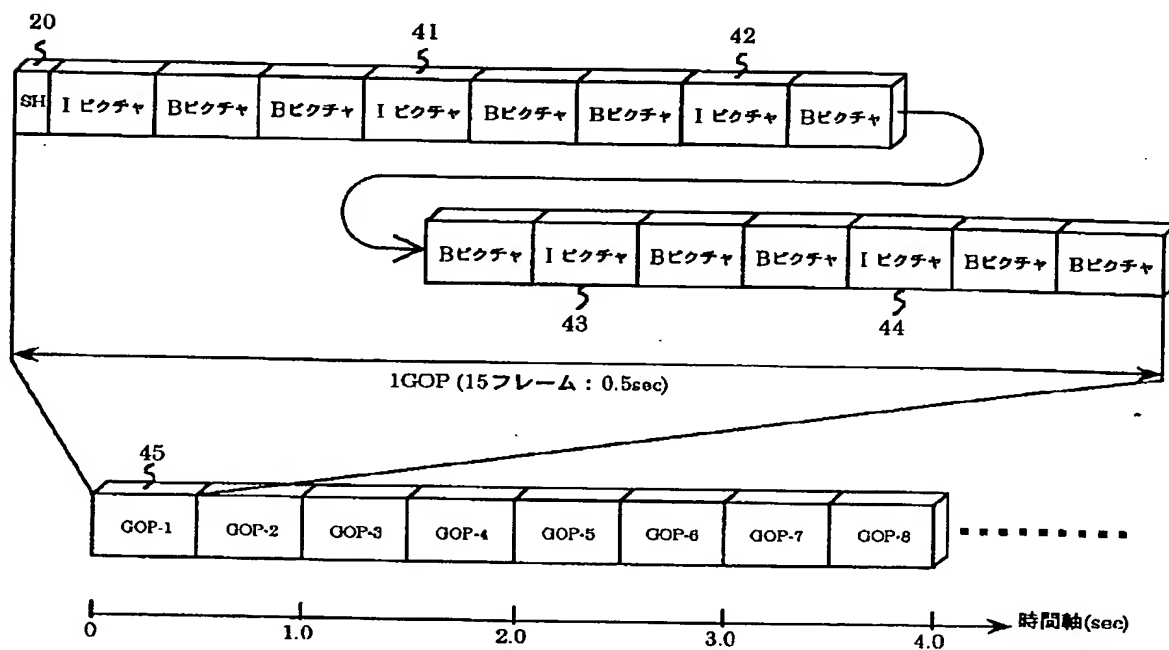 20 41 42
SH Iピクチャ Bピクチャ Bピクチャ Iピクチャ Bピクチャ Bピクチャ Iピクチャ Bピクチャ
Bピクチャ Iピクチャ Bピクチャ Bピクチャ Iピクチャ Bピクチャ Bピクチャ
43 44
1GOP (15フレーム : 0.5sec)
45
GOP-1 GOP-2 GOP-3 GOP-4 GOP-5 GOP-6 GOP-7 GOP-8
0 1.0 2.0 3.0 4.0 時間軸(sec)